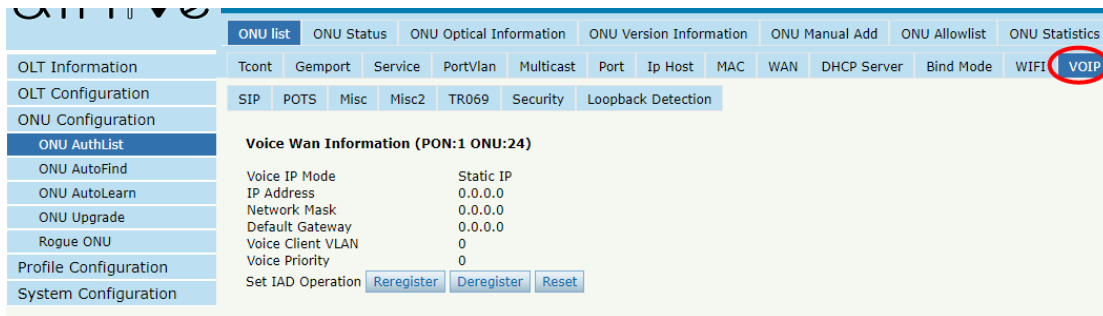 ONU list ONU Status ONU Optical Information ONU Version Information ONU Manual Add ONU Allowlist ONU Statistics
OLT Information
Tcont Gemport Service PortVlan Multicast Port Ip Host MAC WAN DHCP Server Bind Mode WIFI VOIP
OLT Configuration
SIP POTS Misc Misc2 TR069 Security Loopback Detection
ONU Configuration
ONU AuthList
ONU AutoFind
ONU AutoLearn
ONU Upgrade
Rogue ONU
Profile Configuration
System Configuration
Voice Wan Information (PON:1 ONU:24)
Voice IP Mode Static IP
IP Address 0.0.0.0
Network Mask 0.0.0.0
Default Gateway 0.0.0.0
Voice Client VLAN 0
Voice Priority 0
Set IAD Operation Reregister Deregister Reset